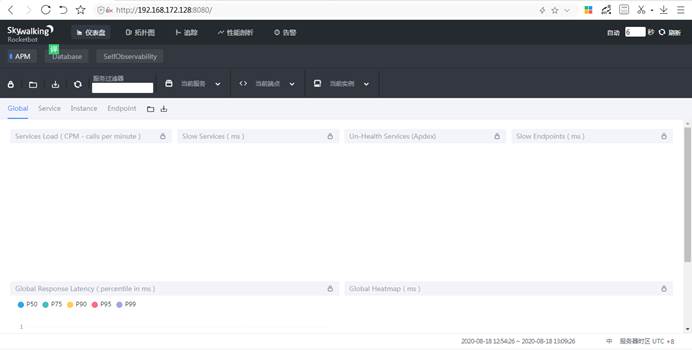 http://192.168.172.128:8080/
Skywalking
Rocketbot
仪表盘
拓扑图
追踪
性能剖析
告警
自动 6 秒 刷新
APM
Database
SelfObservability
译
服务过滤器
当前服务
当前端点
当前实例
Global
Service
Instance
Endpoint
Services Load ( CPM - calls per minute )
Slow Services ( ms )
Un-Health Services (Apdex)
Slow Endpoints ( ms )
Global Response Latency ( percentile in ms )
Global Heatmap ( ms )
P50 P75 P90 P95 P99
1
2020-08-18 12:54:26 ~ 2020-08-18 13:09:26
中
服务器时区 UTC +8